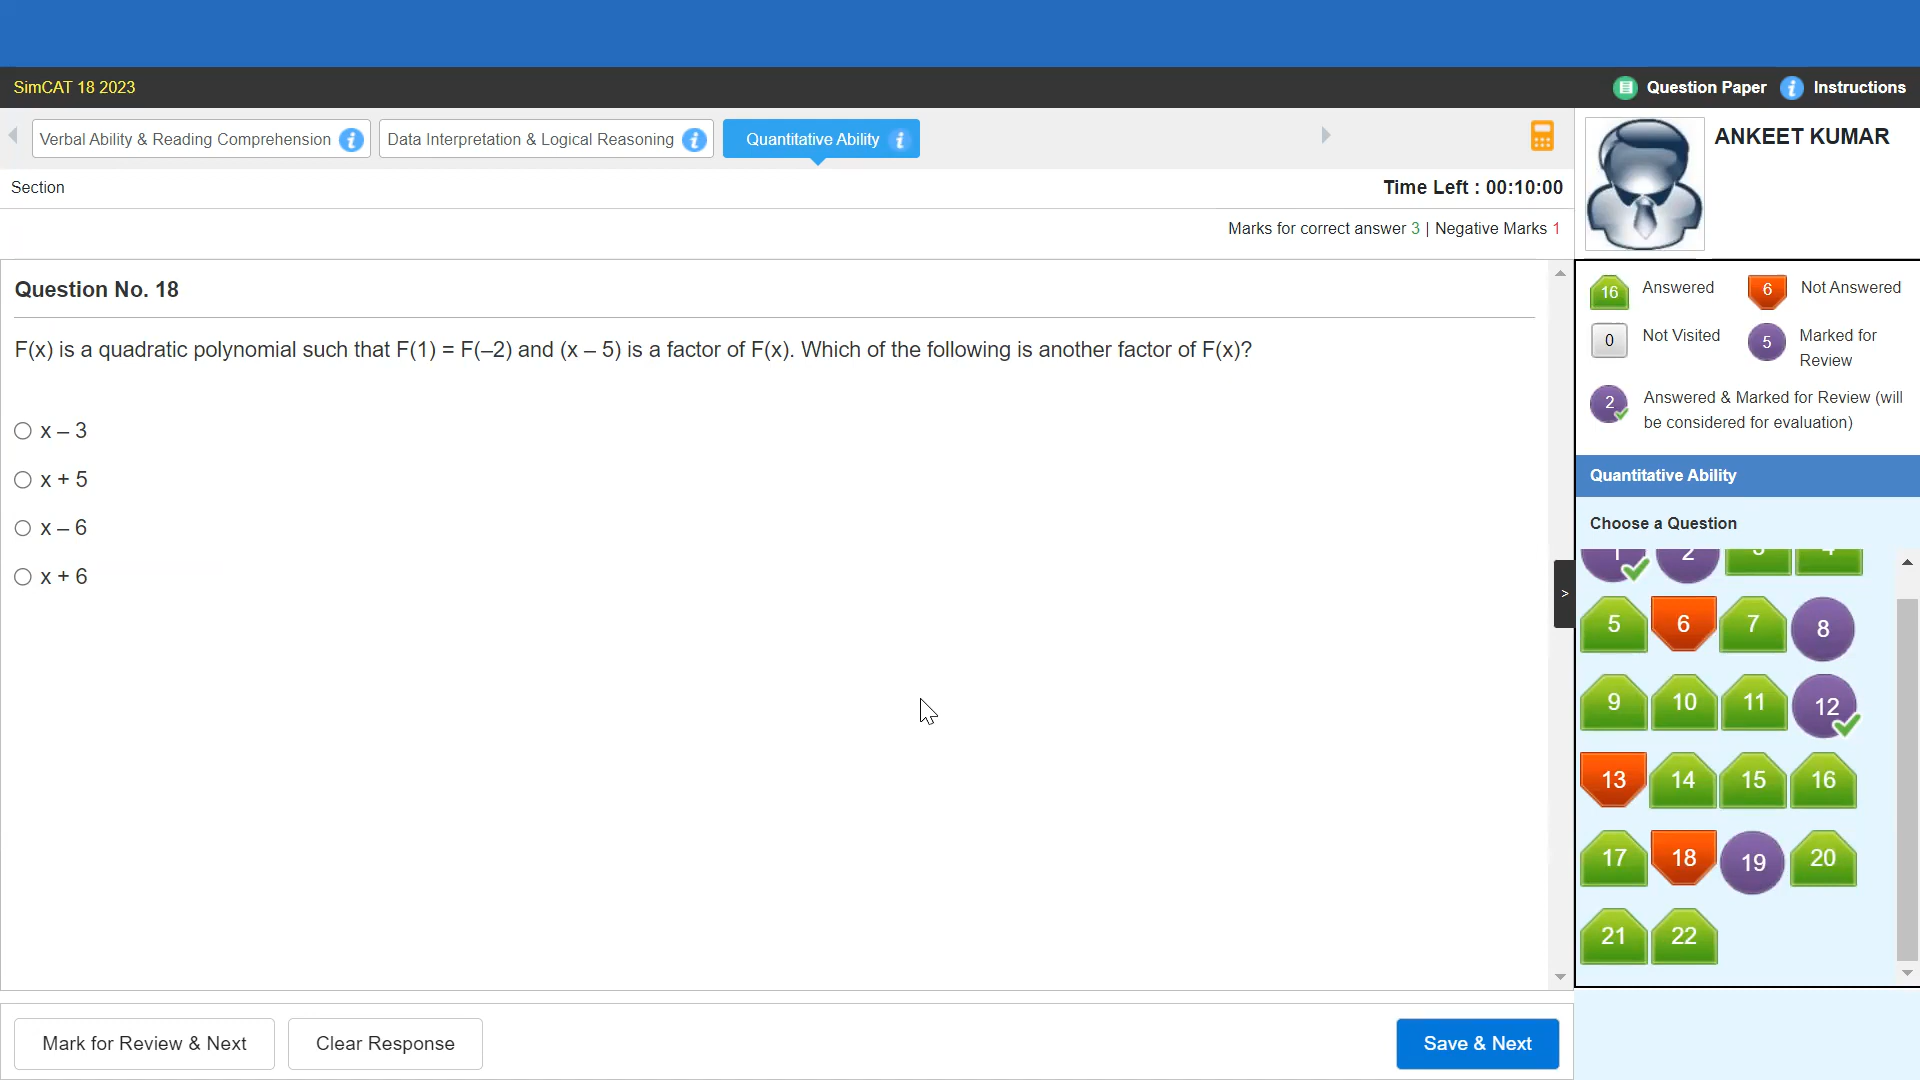 SimCAT 18 2023
Question Paper
Instructions
Verbal Ability & Reading Comprehension
Data Interpretation & Logical Reasoning
Quantitative Ability
ANKEET KUMAR
Section
Time Left : 00:10:00
Marks for correct answer 3 | Negative Marks 1
Question No. 18
F(x) is a quadratic polynomial such that F(1) = F(–2) and (x – 5) is a factor of F(x). Which of the following is another factor of F(x)?
x – 3
x + 5
x – 6
x + 6
16 Answered
6 Not Answered
0 Not Visited
5 Marked for
Review
2 Answered & Marked for Review (will
be considered for evaluation)
Quantitative Ability
Choose a Question
1 2 3 4
5 6 7 8
9 10 11 12
13 14 15 16
17 18 19 20
21 22
>
Mark for Review & Next
Clear Response
Save & Next